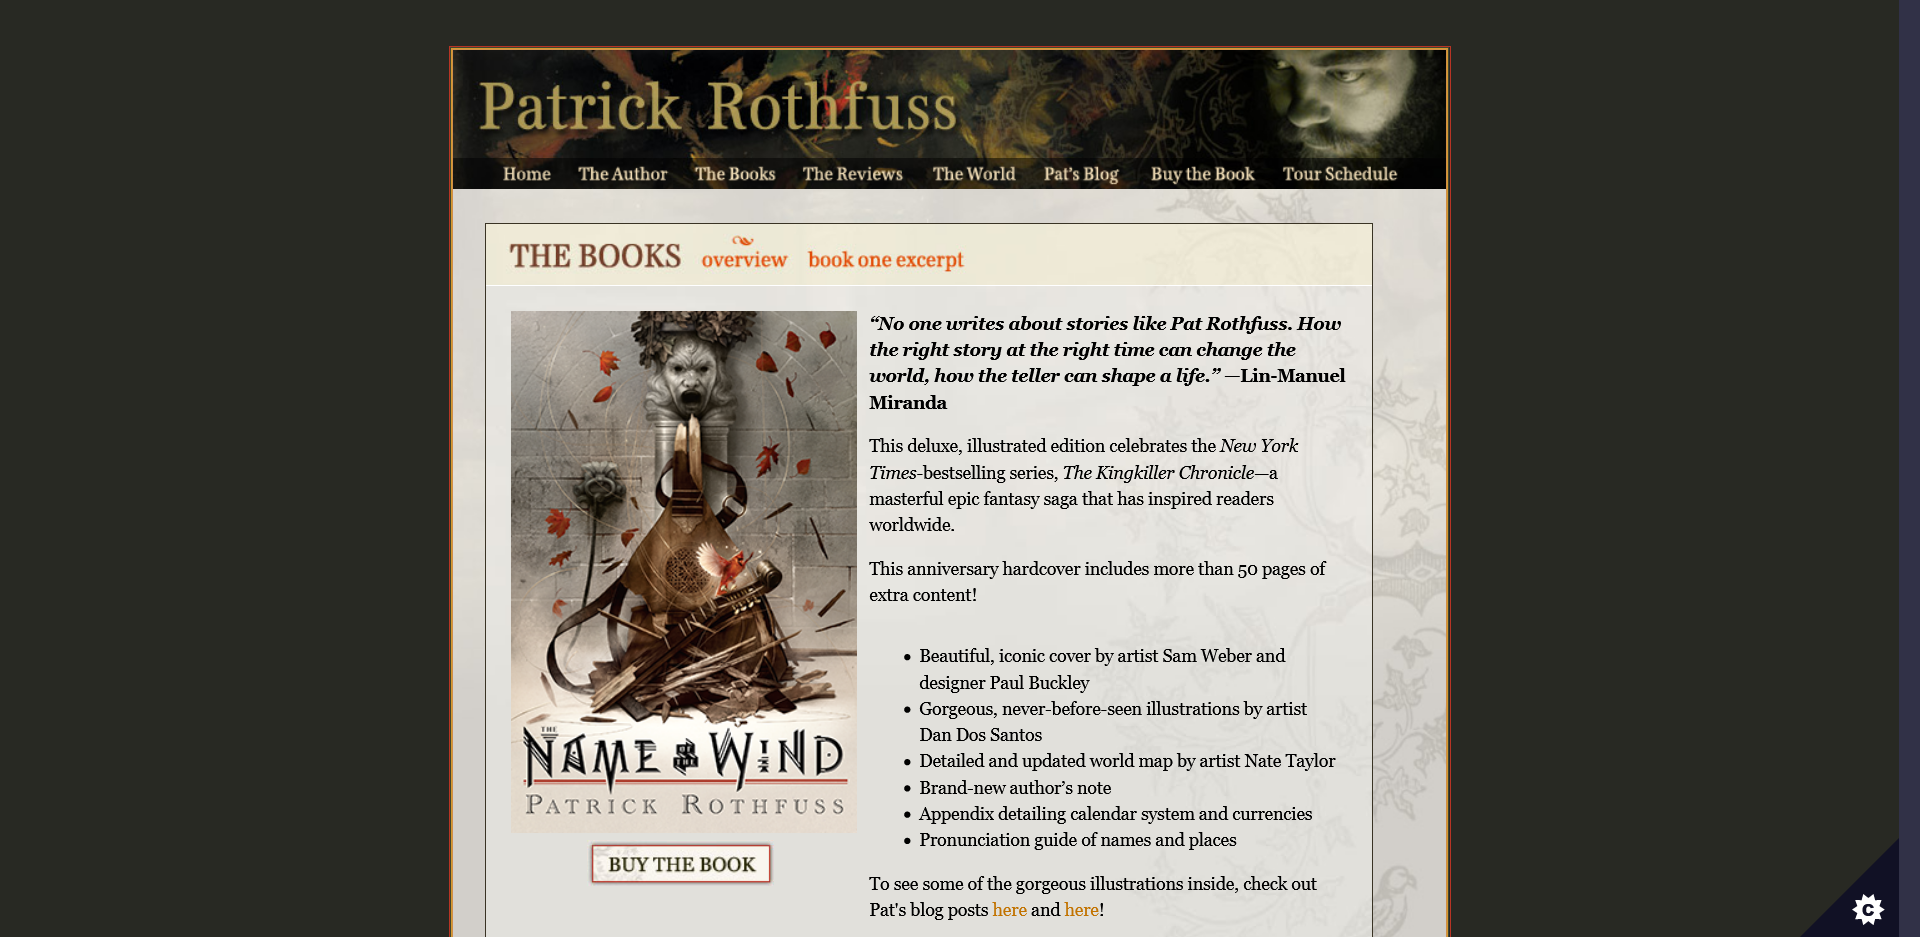 Patrick Rothfuss
Home The Author The Books The Reviews The World Pat's Blog Buy the Book Tour Schedule
THE BOOKS overview book one excerpt
“No one writes about stories like Pat Rothfuss. How
the right story at the right time can change the
world, how the teller can shape a life.” —Lin-Manuel
Miranda
This deluxe, illustrated edition celebrates the New York
Times-bestselling series, The Kingkiller Chronicle—a
masterful epic fantasy saga that has inspired readers
worldwide.
This anniversary hardcover includes more than 50 pages of
extra content!
• Beautiful, iconic cover by artist Sam Weber and
designer Paul Buckley
• Gorgeous, never-before-seen illustrations by artist
Dan Dos Santos
• Detailed and updated world map by artist Nate Taylor
• Brand-new author’s note
• Appendix detailing calendar system and currencies
• Pronunciation guide of names and places
To see some of the gorgeous illustrations inside, check out
Pat's blog posts here and here!
THE
NAME OF THE WIND
PATRICK ROTHFUSS
BUY THE BOOK
C